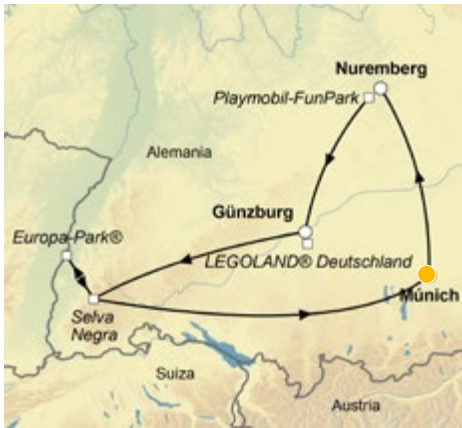 Nuremberg
Playmobil-FunPark
Alemania
Günzburg
Europa-Park®
LEGOLAND® Deutschland
Múnich
Selva
Negra
Suiza
Austria